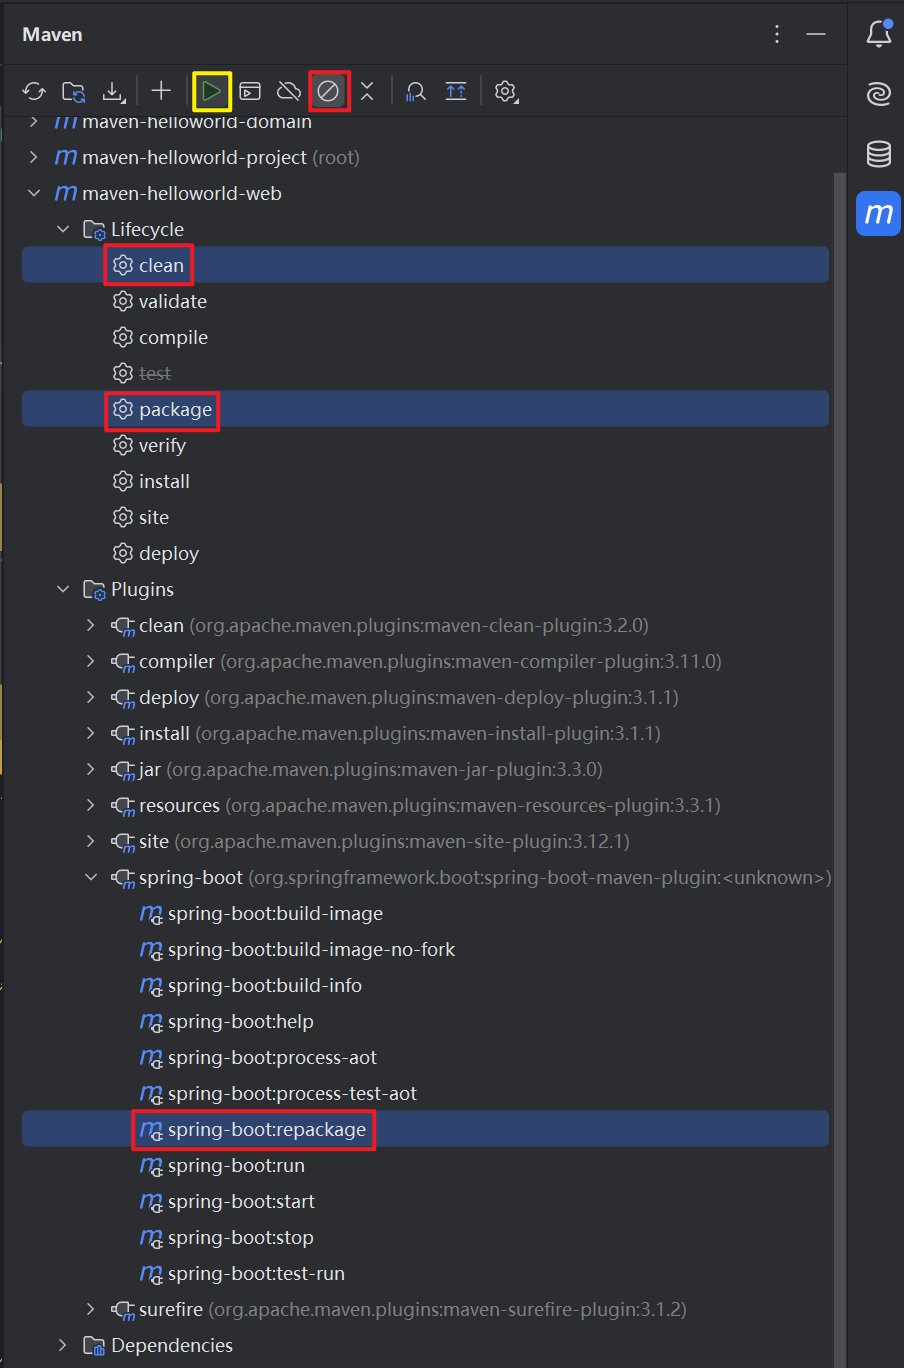 Maven
maven-helloworld-domain
maven-helloworld-project (root)
maven-helloworld-web
Lifecycle
clean
validate
compile
test
package
verify
install
site
deploy
Plugins
clean (org.apache.maven.plugins:maven-clean-plugin:3.2.0)
compiler (org.apache.maven.plugins:maven-compiler-plugin:3.11.0)
deploy (org.apache.maven.plugins:maven-deploy-plugin:3.1.1)
install (org.apache.maven.plugins:maven-install-plugin:3.1.1)
jar (org.apache.maven.plugins:maven-jar-plugin:3.3.0)
resources (org.apache.maven.plugins:maven-resources-plugin:3.3.1)
site (org.apache.maven.plugins:maven-site-plugin:3.12.1)
spring-boot (org.springframework.boot:spring-boot-maven-plugin:<unknown>)
spring-boot:build-image
spring-boot:build-image-no-fork
spring-boot:build-info
spring-boot:help
spring-boot:process-aot
spring-boot:process-test-aot
spring-boot:repackage
spring-boot:run
spring-boot:start
spring-boot:stop
spring-boot:test-run
surefire (org.apache.maven.plugins:maven-surefire-plugin:3.1.2)
Dependencies